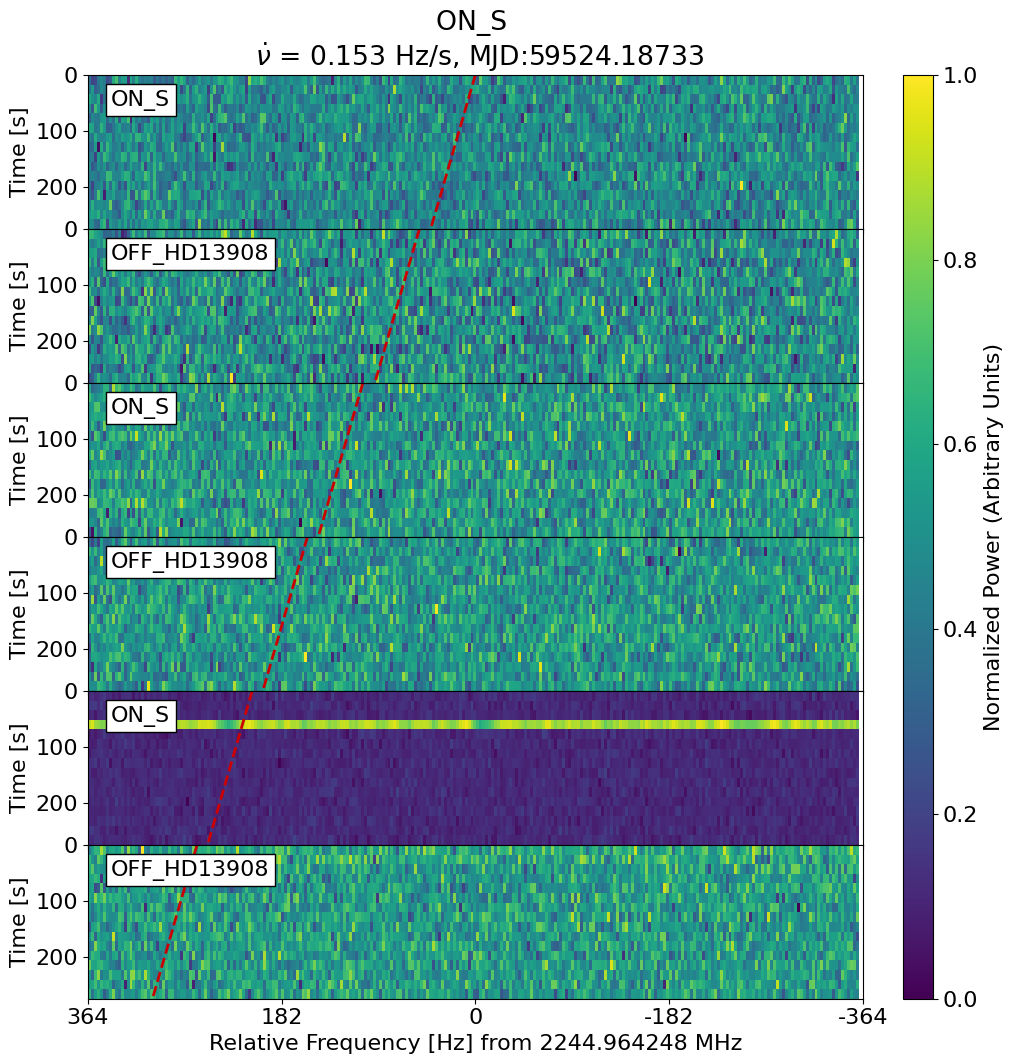 ON_S
ν̇ = 0.153 Hz/s, MJD:59524.18733
0
Time [s]
100
200
ON_S
0
Time [s]
100
200
OFF_HD13908
0
Time [s]
100
200
ON_S
0
Time [s]
100
200
OFF_HD13908
0
Time [s]
100
200
ON_S
0
Time [s]
100
200
OFF_HD13908
364 182 0 -182 -364
Relative Frequency [Hz] from 2244.964248 MHz
1.0
0.8
0.6
0.4
0.2
0.0
Normalized Power (Arbitrary Units)